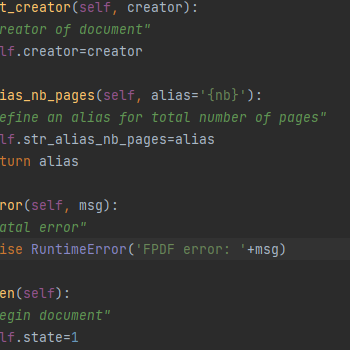 t_creator(self, creator):
reator of document"
lf.creator=creator
ias_nb_pages(self, alias='{nb}'):
efine an alias for total number of pages"
lf.str_alias_nb_pages=alias
turn alias
ror(self, msg):
atal error"
ise RuntimeError('FPDF error: '+msg)
en(self):
egin document"
lf.state=1